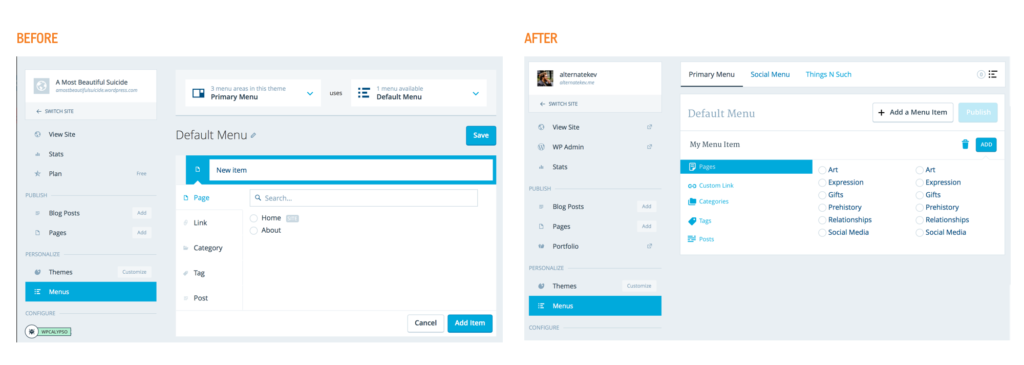 BEFORE
A Most Beautiful Suicide
amostbeautifulsuicide.wordpress.com
SWITCH SITE
View Site
Stats
Plan Free
PUBLISH
Blog Posts Add
Pages Add
PERSONALIZE
Themes Customize
Menus
CONFIGURE
WPCALYPSO
3 menu areas in this theme
Primary Menu
uses
1 menu available
Default Menu
Default Menu
Save
New item
Page
Link
Category
Tag
Post
Search...
Home
About
Cancel Add Item
AFTER
alternatekev
alternatekev.me
SWITCH SITE
View Site
WP Admin
Stats
PUBLISH
Blog Posts Add
Pages Add
Portfolio
PERSONALIZE
Themes Customize
Menus
CONFIGURE
Primary Menu Social Menu Things N Such
Default Menu
+ Add a Menu Item Publish
My Menu Item ADD
Pages
Custom Link
Categories
Tags
Posts
Art Art
Expression Expression
Gifts Gifts
Prehistory Prehistory
Relationships Relationships
Social Media Social Media